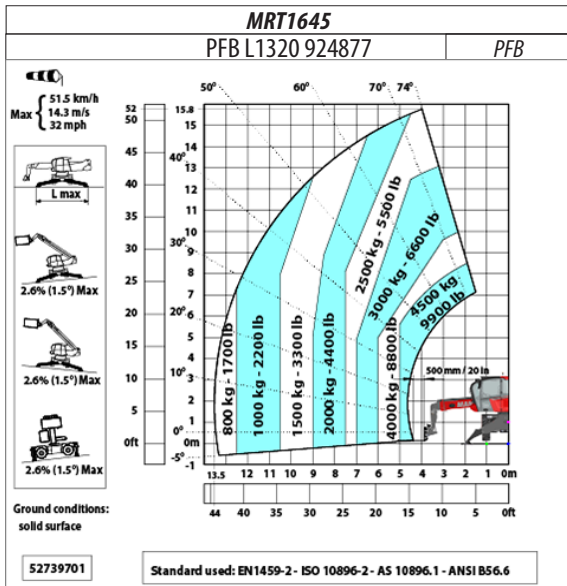 MRT1645
PFB L1320 924877
PFB
Max { 51.5 km/h
14.3 m/s
32 mph
L max
2.6% (1.5°) Max
2.6% (1.5°) Max
2.6% (1.5°) Max
Ground conditions:
solid surface
52739701
52
50
45
40
35
30
25
20
15
10
5
0ft
15.8
15
14
13
12
11
10
9
8
7
6
5
4
3
2
1
0m
-1
50°
60°
70°
74°
40°
30°
20°
10°
0°
-5°
800 kg - 1700 lb
1000 kg - 2200 lb
1500 kg - 3300 lb
2000 kg - 4400 lb
2500 kg - 5500 lb
3000 kg - 6600 lb
4000 kg - 8800 lb
4500 kg -
9900 lb
500 mm / 20 in
13.5 12 11 10 9 8 7 6 5 4 3 2 1 0m
44 40 35 30 25 20 15 10 5 0ft
Standard used: EN1459-2 - ISO 10896-2 - AS 10896.1 - ANSI B56.6